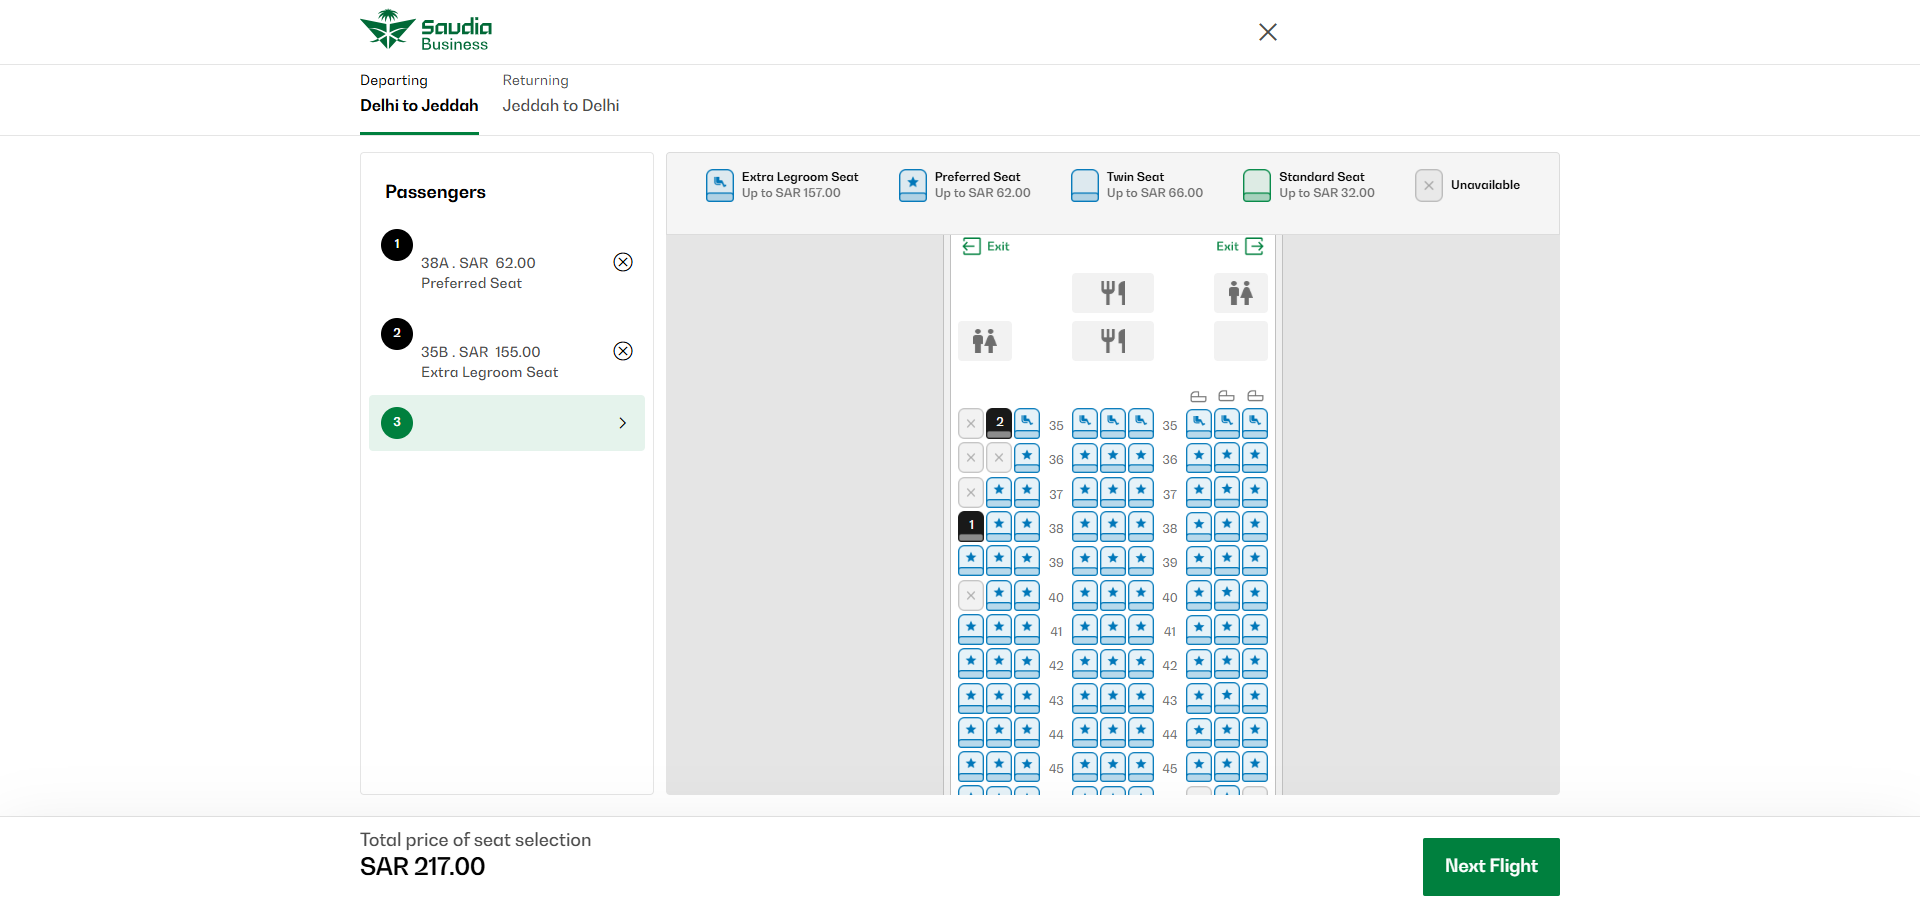 Saudia
Business
Departing
Delhi to Jeddah
Returning
Jeddah to Delhi
Passengers
1
38A . SAR 62.00
Preferred Seat
2
35B . SAR 155.00
Extra Legroom Seat
3
Extra Legroom Seat
Up to SAR 157.00
Preferred Seat
Up to SAR 62.00
Twin Seat
Up to SAR 66.00
Standard Seat
Up to SAR 32.00
Unavailable
Exit
Exit
2 35 35
36 36
37 37
1 38 38
39 39
40 40
41 41
42 42
43 43
44 44
45 45
Total price of seat selection
SAR 217.00
Next Flight